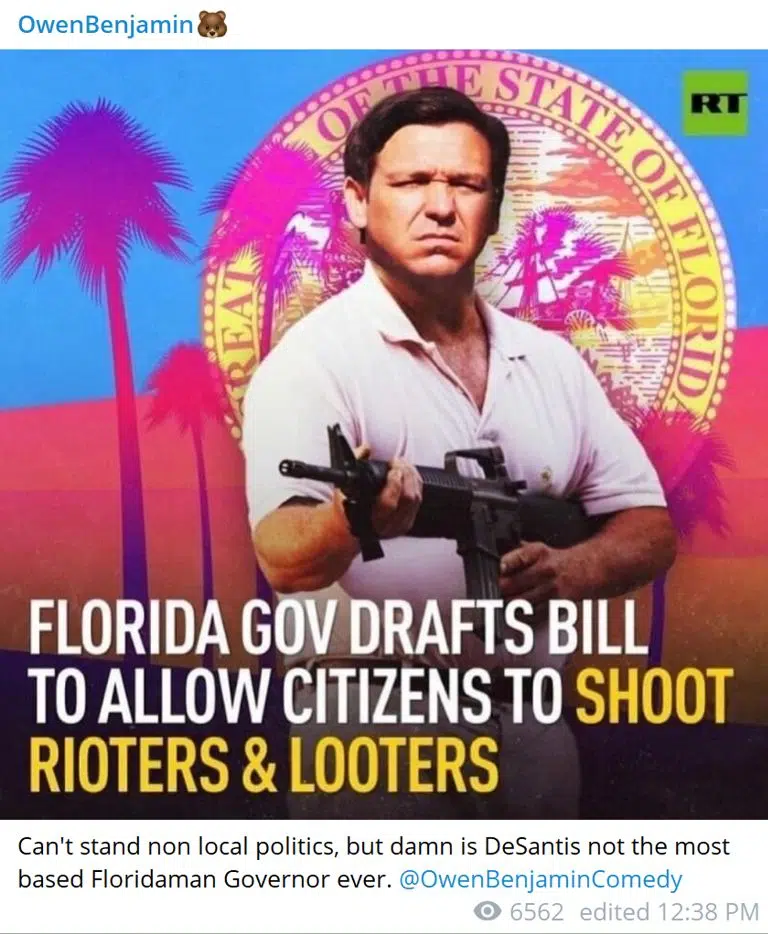 OwenBenjamin🐻
RT
OF THE STATE OF FLORIDA
GREAT
FLORIDA GOV DRAFTS BILL
TO ALLOW CITIZENS TO SHOOT
RIOTERS & LOOTERS
Can't stand non local politics, but damn is DeSantis not the most
based Floridaman Governor ever. @OwenBenjaminComedy
6562 edited 12:38 PM